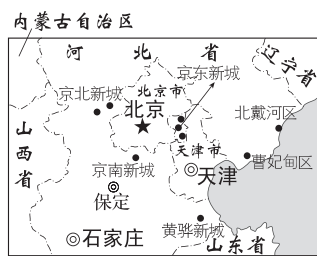 内蒙古自治区
河北省
辽宁省
京东新城
京北新城
北京市
北京
北戴河区
山西省
天津市
京南新城
天津
曹妃甸区
保定
黄骅新城
石家庄
山东省